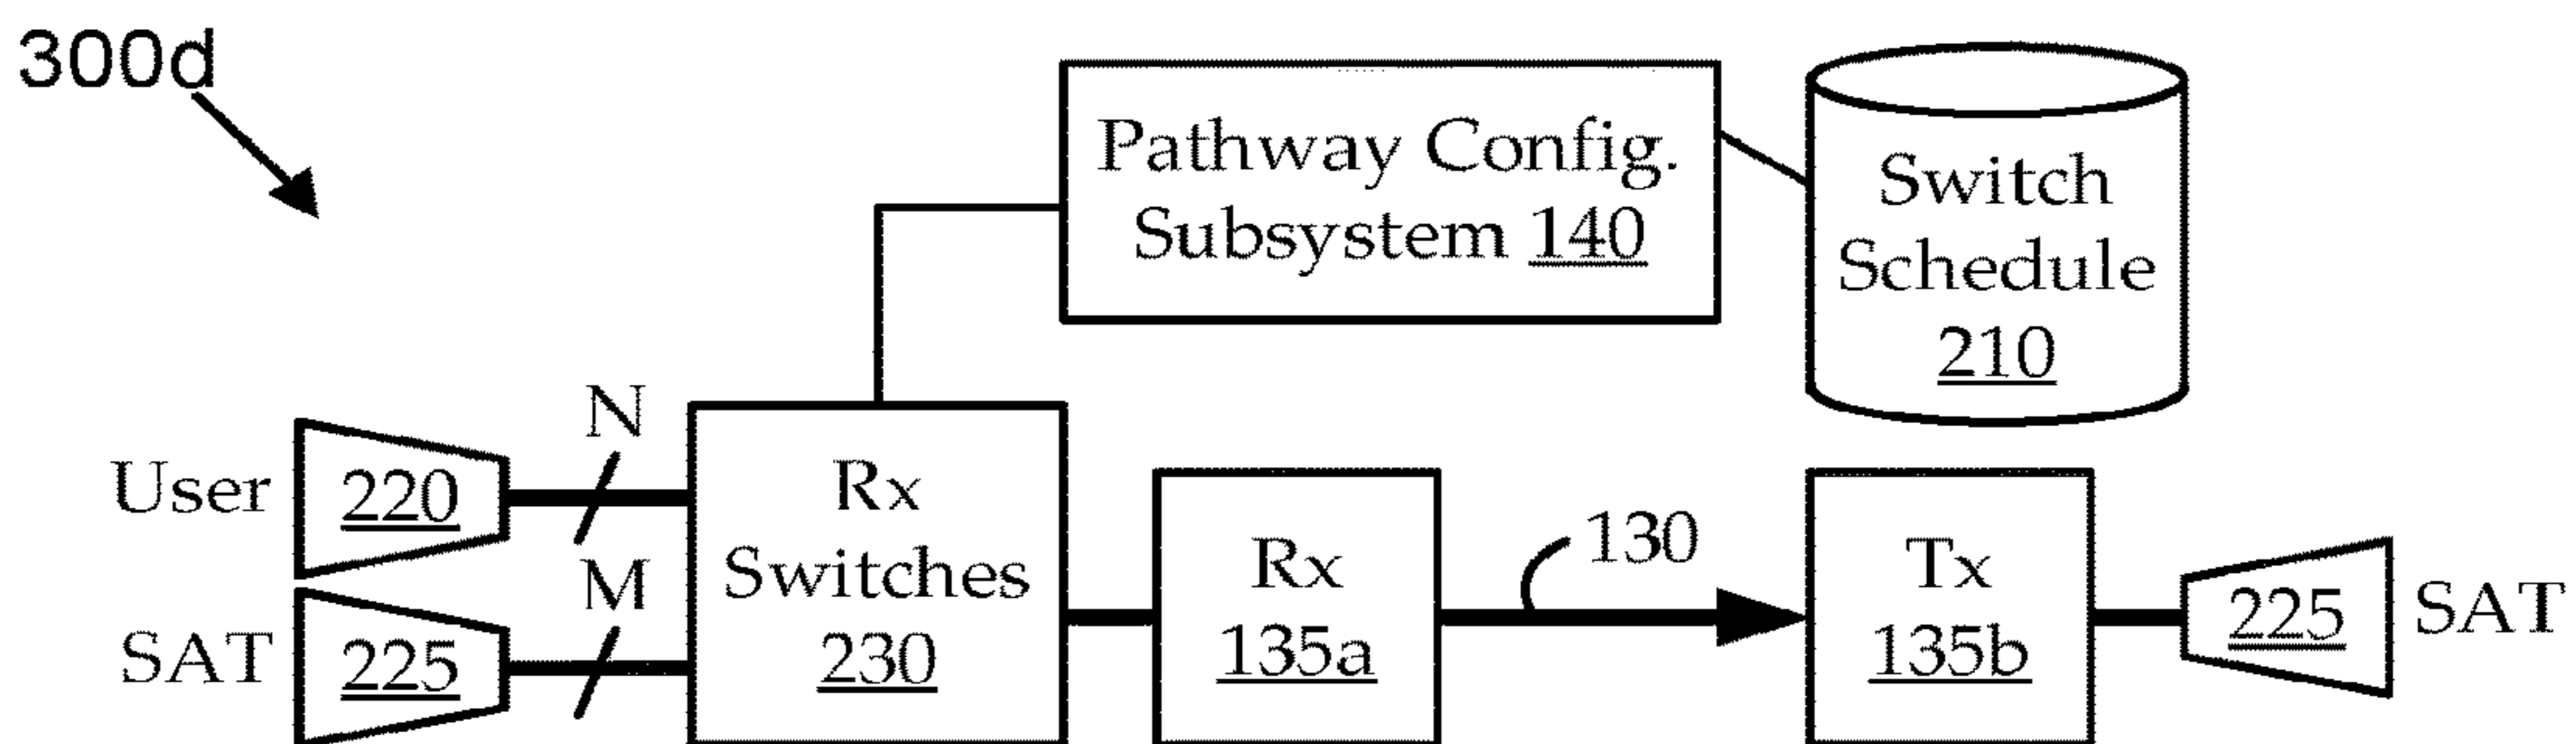 300d
Pathway Config.
Subsystem 140
Switch
Schedule
210
User
220
N
SAT
225
M
Rx
Switches
230
Rx
135a
130
Tx
135b
225
SAT